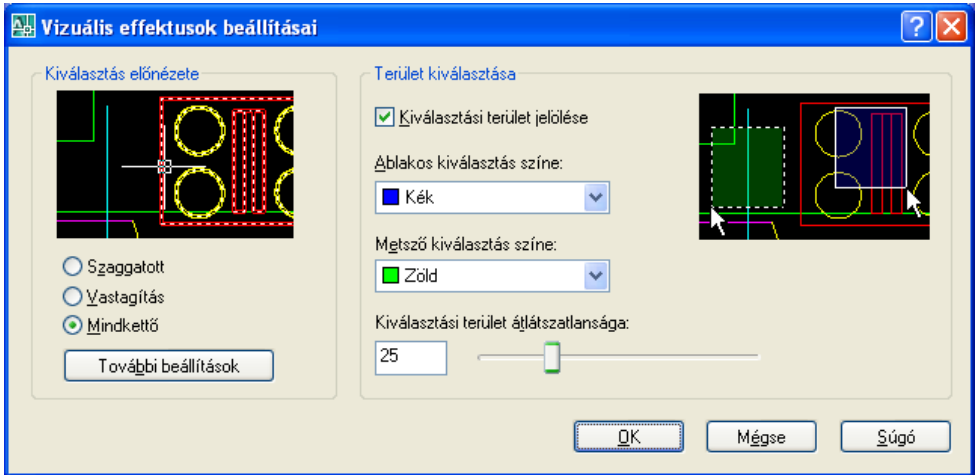 Vizuális effektusok beállításai
Kiválasztás előnézete
Szaggatott
Vastagítás
Mindkettő
További beállítások
Terület kiválasztása
Kiválasztási terület jelölése
Ablakos kiválasztás színe:
Kék
Metsző kiválasztás színe:
Zöld
Kiválasztási terület átlátszatlansága:
25
OK
Mégse
Súgó